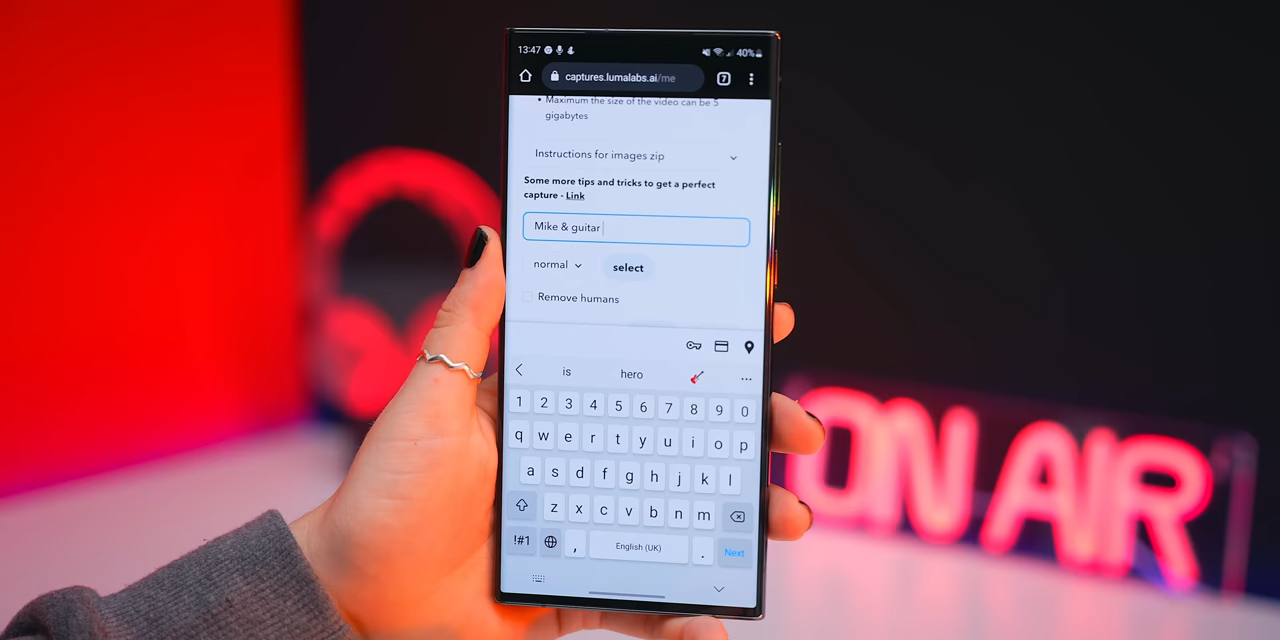 13:47 40%
captures.lumalabs.ai/me 7
• Maximum the size of the video can be 5
gigabytes
Instructions for images zip
Some more tips and tricks to get a perfect
capture - Link
Mike & guitar
normal select
Remove humans
is hero ...
1 2 3 4 5 6 7 8 9 0
q w e r t y u i o p
a s d f g h j k l
z x c v b n m
!#1 , English (UK) . Next
ON AIR